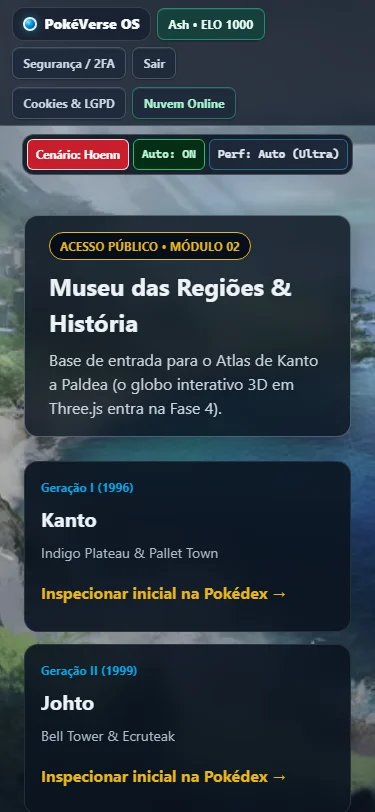 PokéVerse OS
Ash • ELO 1000
Segurança / 2FA
Sair
Cookies & LGPD
Nuvem Online
Cenário: Hoenn
Auto: ON
Perf: Auto (Ultra)
ACESSO PÚBLICO • MÓDULO 02
Museu das Regiões &
História
Base de entrada para o Atlas de Kanto
a Paldea (o globo interativo 3D em
Three.js entra na Fase 4).
Geração I (1996)
Kanto
Indigo Plateau & Pallet Town
Inspecionar inicial na Pokédex →
Geração II (1999)
Johto
Bell Tower & Ecruteak
Inspecionar inicial na Pokédex →